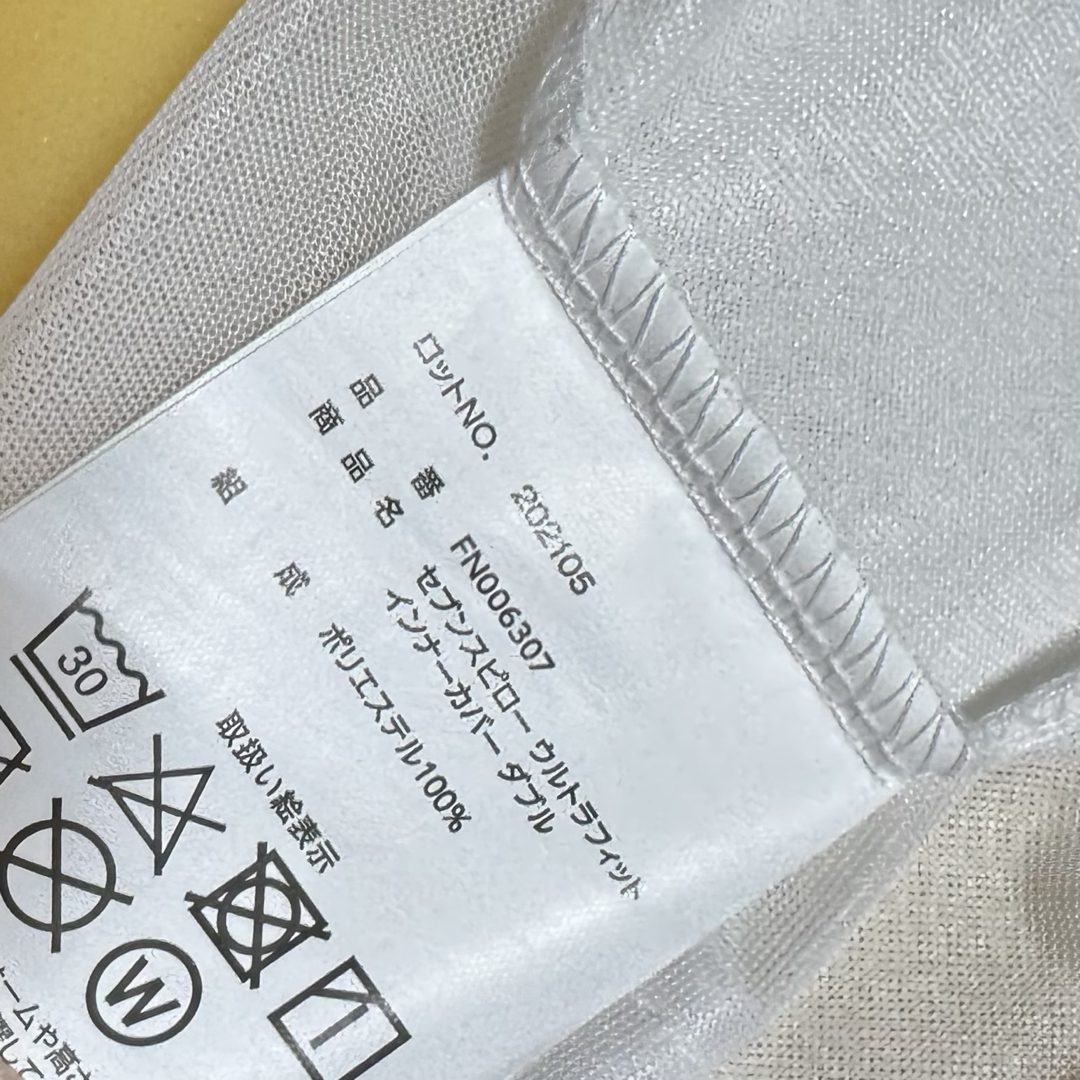 ロットNO. 202105
品番 FN006307
商品名 セブンスピロー ウルトラフィット
インナーカバー ダブル
組成 ポリエステル100%
取扱い絵表示
30
W